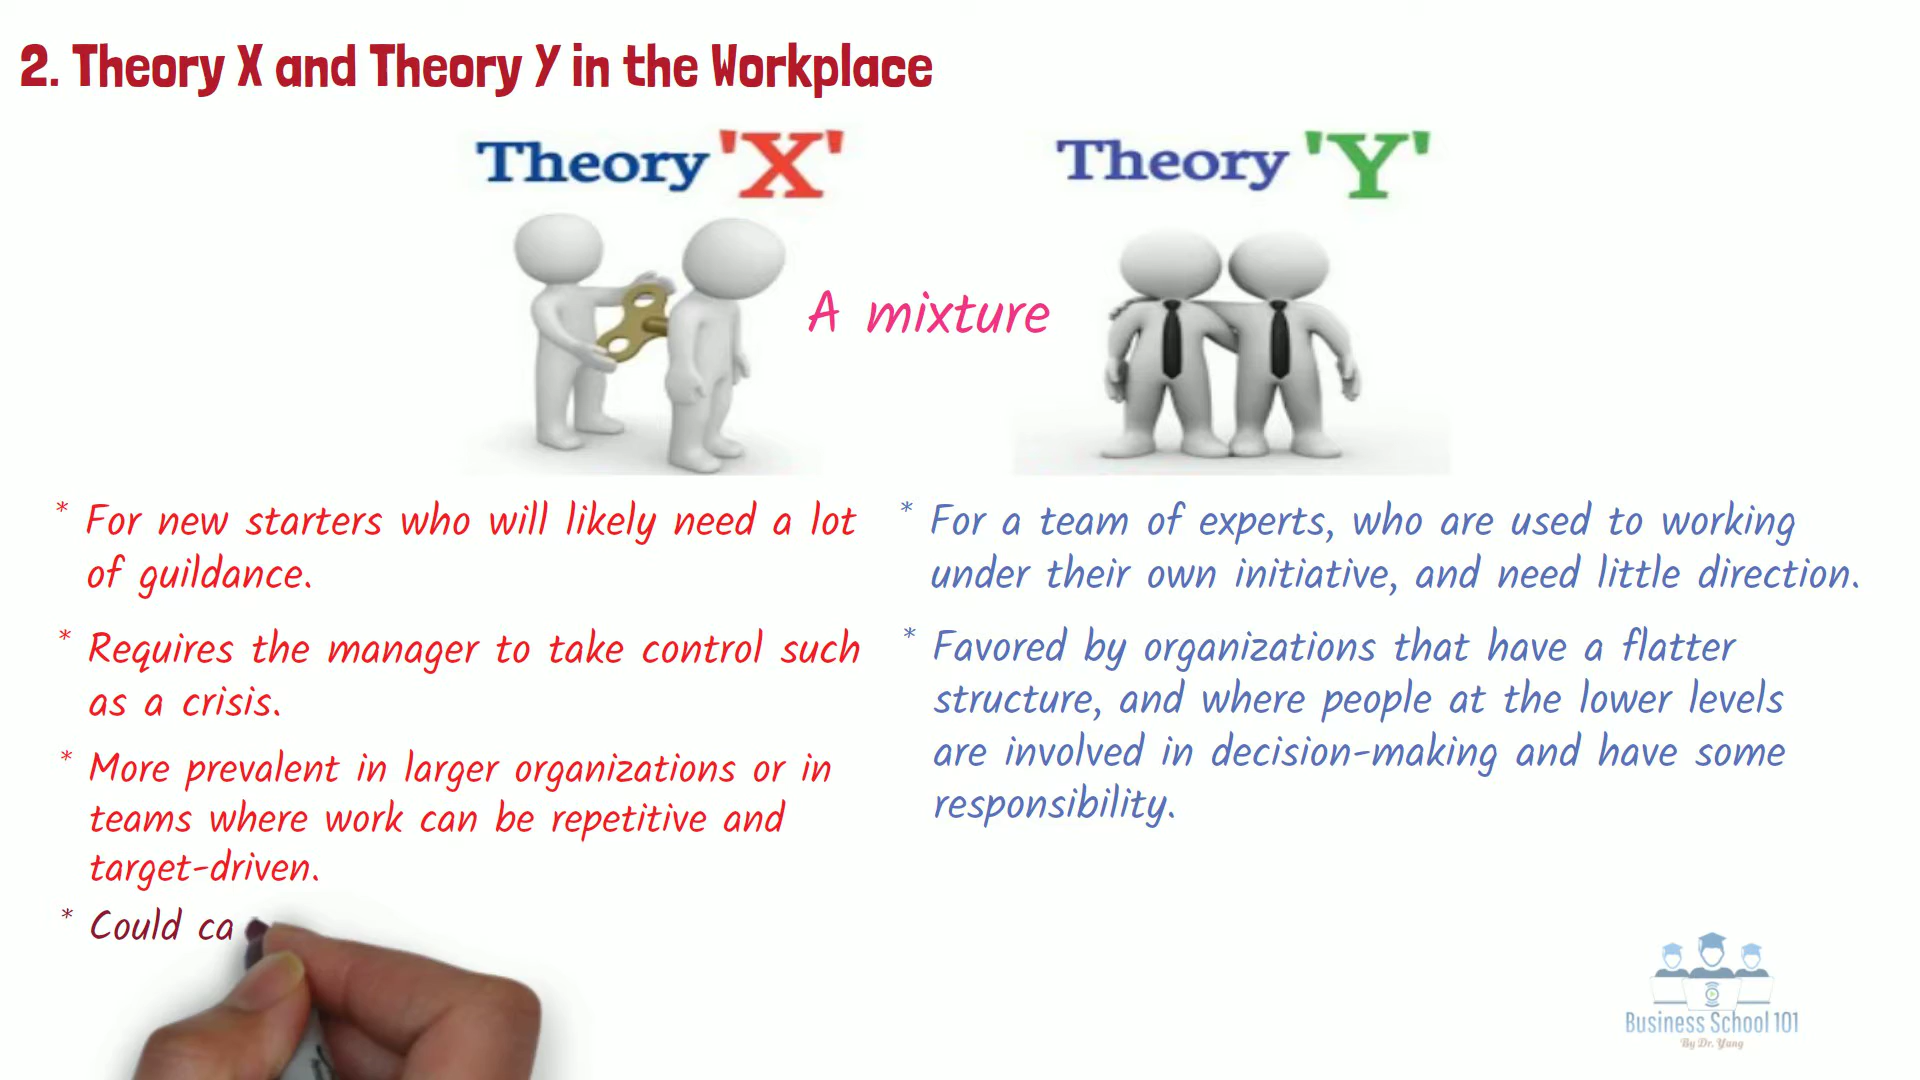 2. Theory X and Theory Y in the Workplace
Theory 'X'
Theory 'Y'
A mixture
* For new starters who will likely need a lot
of guildance.
* Requires the manager to take control such
as a crisis.
* More prevalent in larger organizations or in
teams where work can be repetitive and
target-driven.
* Could ca
* For a team of experts, who are used to working
under their own initiative, and need little direction.
* Favored by organizations that have a flatter
structure, and where people at the lower levels
are involved in decision-making and have some
responsibility.
Business School 101
By Dr. Yang